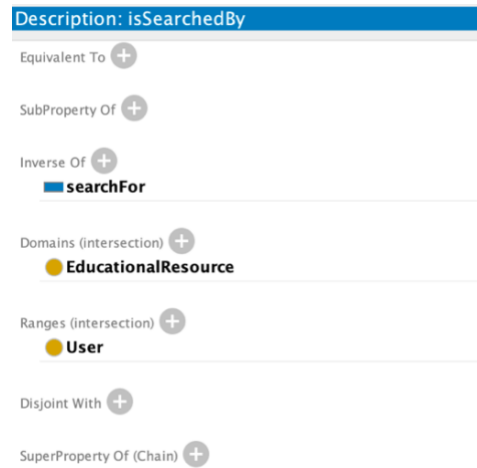 Description: isSearchedBy
Equivalent To
SubProperty Of
Inverse Of
searchFor
Domains (intersection)
EducationalResource
Ranges (intersection)
User
Disjoint With
SuperProperty Of (Chain)